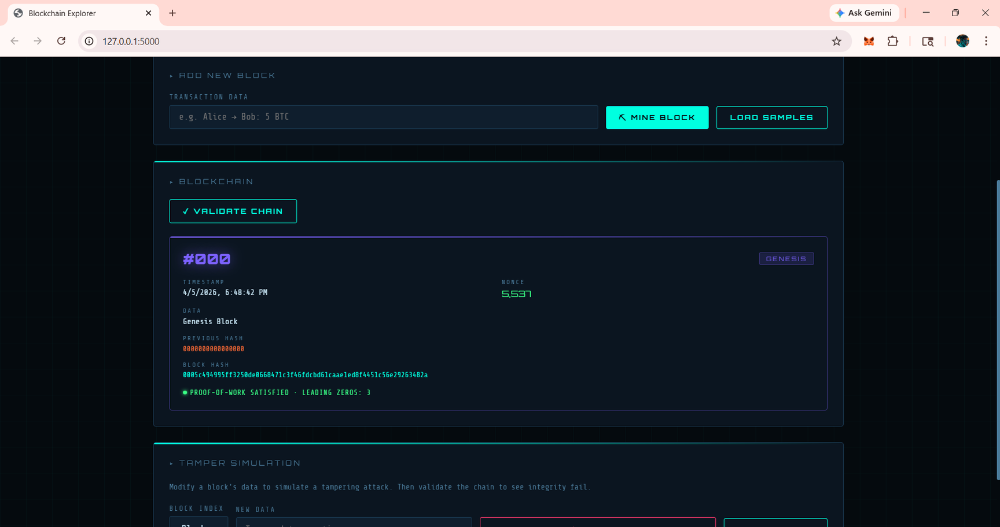 Blockchain Explorer
Ask Gemini
127.0.0.1:5000
▸ ADD NEW BLOCK
TRANSACTION DATA
e.g. Alice → Bob: 5 BTC
⛏ MINE BLOCK
LOAD SAMPLES
▸ BLOCKCHAIN
✓ VALIDATE CHAIN
#000
GENESIS
TIMESTAMP
4/5/2026, 6:48:42 PM
NONCE
5,537
DATA
Genesis Block
PREVIOUS HASH
0000000000000000
BLOCK HASH
0005c494995ff3250de0668471c3f46fdcbd61caae1ed8f4451c56e29263482a
PROOF-OF-WORK SATISFIED · LEADING ZEROS: 3
▸ TAMPER SIMULATION
Modify a block's data to simulate a tampering attack. Then validate the chain to see integrity fail.
BLOCK INDEX
NEW DATA